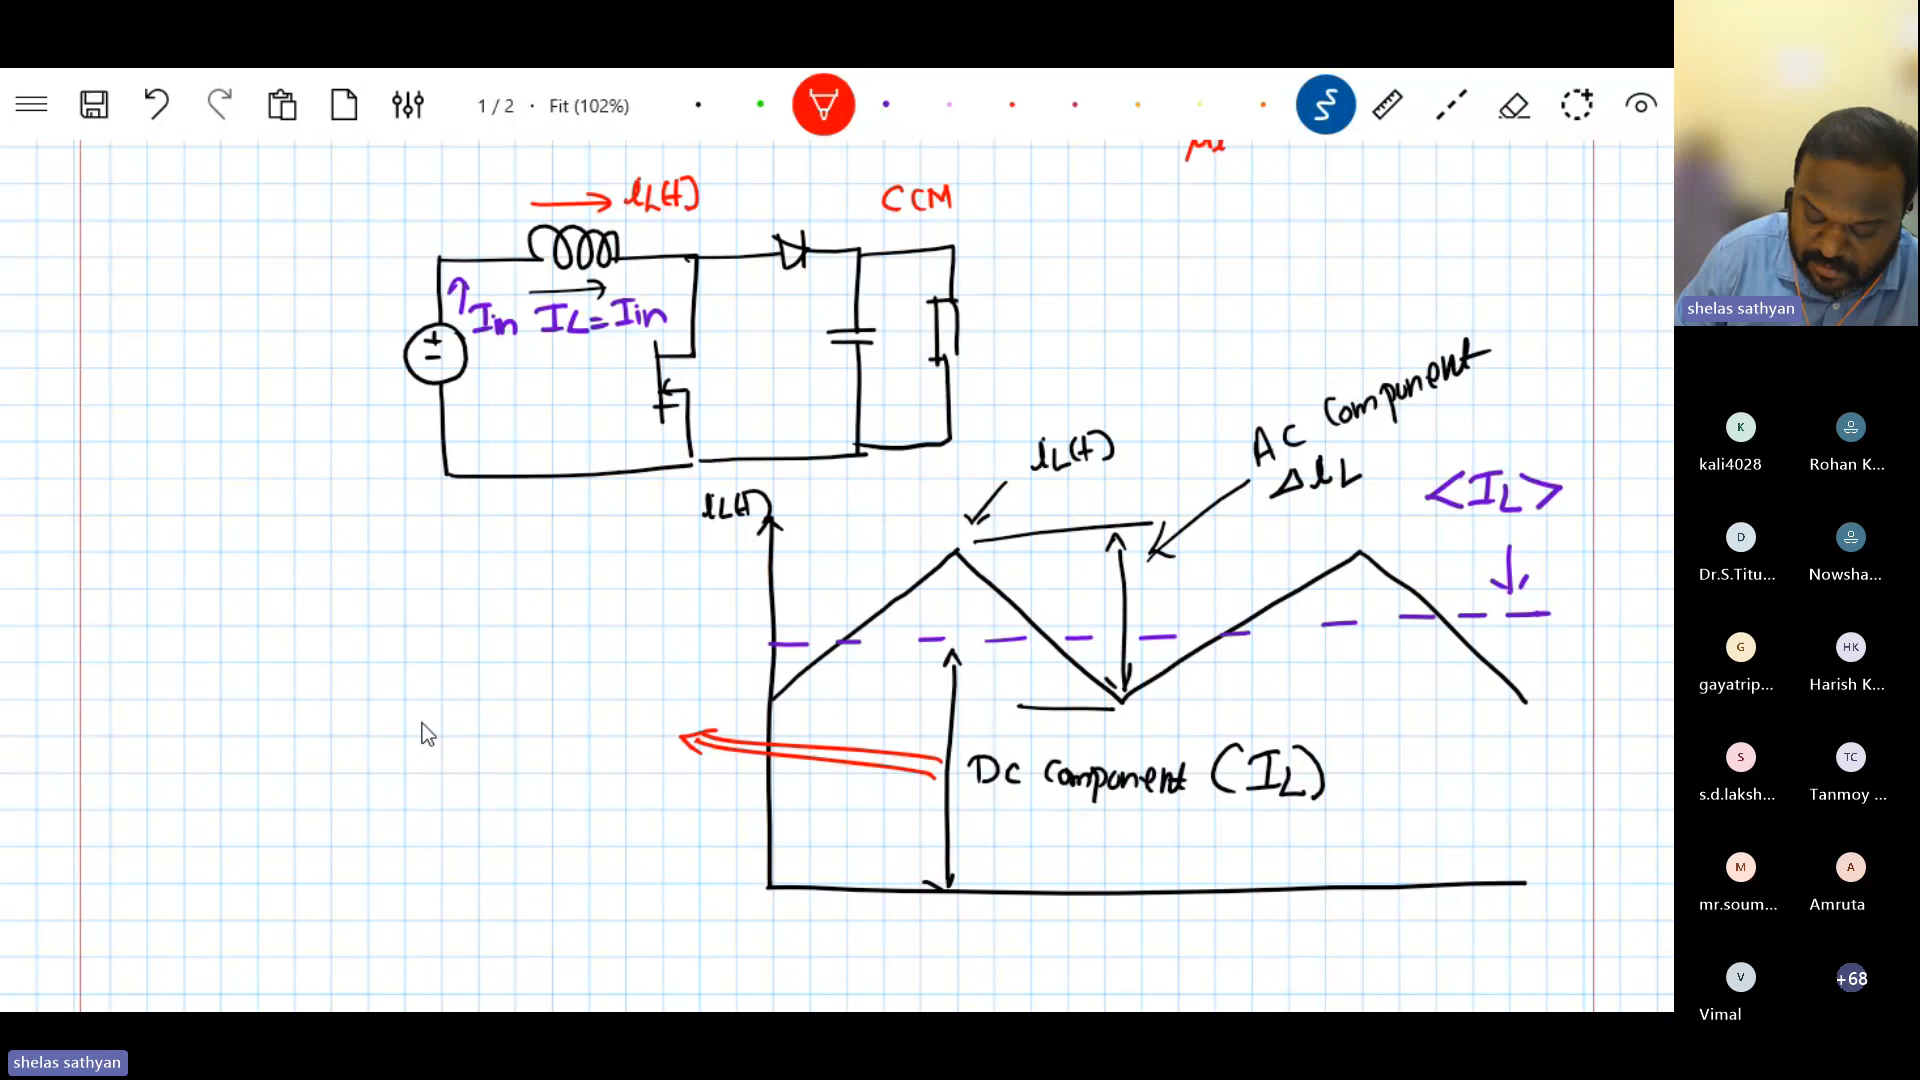 1 / 2 · Fit (102%)
iL(t)
CCM
Iin IL = Iin
+
-
AC component
ΔiL
iL(t)
<IL>
iL(t)
DC component (IL)
shelas sathyan
K
kali4028
Rohan K...
D
Dr.S.Titu...
Nowsha...
G
gayatrip...
HK
Harish K...
S
s.d.laksh...
TC
Tanmoy ...
M
mr.soum...
A
Amruta
V
Vimal
+68
shelas sathyan